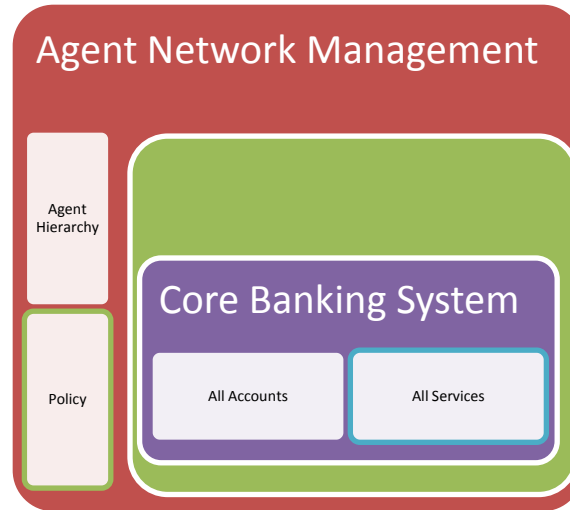 Agent Network Management
Agent
Hierarchy
Core Banking System
Policy
All Accounts
All Services